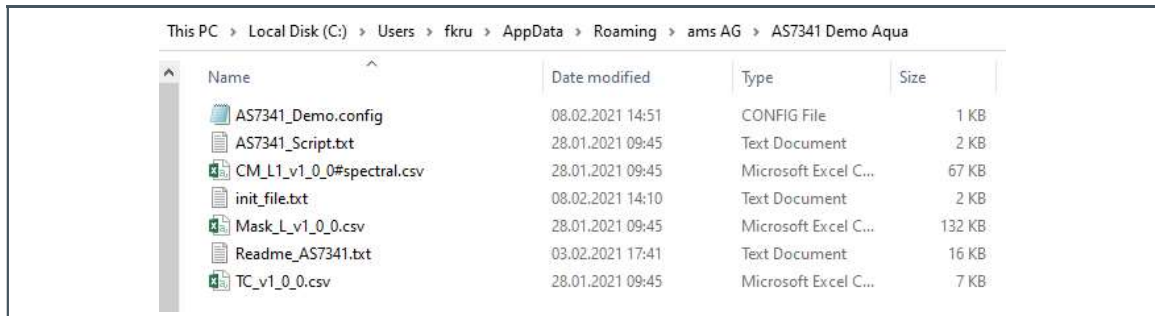 This PC > Local Disk (C:) > Users > fkru > AppData > Roaming > ams AG > AS7341 Demo Aqua
Name Date modified Type Size
AS7341_Demo.config 08.02.2021 14:51 CONFIG File 1 KB
AS7341_Script.txt 28.01.2021 09:45 Text Document 2 KB
CM_L1_v1_0_0#spectral.csv 28.01.2021 09:45 Microsoft Excel C... 67 KB
init_file.txt 08.02.2021 14:10 Text Document 2 KB
Mask_L_v1_0_0.csv 28.01.2021 09:45 Microsoft Excel C... 132 KB
Readme_AS7341.txt 03.02.2021 17:41 Text Document 16 KB
TC_v1_0_0.csv 28.01.2021 09:45 Microsoft Excel C... 7 KB